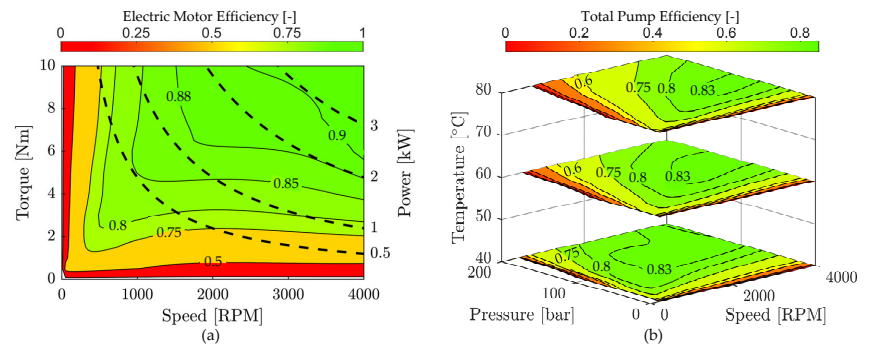 Electric Motor Efficiency [-]
0 0.25 0.5 0.75 1
10
8
6
4
2
0
Torque [Nm]
0.88
0.9
0.85
0.8
0.75
0.5
3
2
1
0.5
Power [kW]
0 1000 2000 3000 4000
Speed [RPM]
(a)
Total Pump Efficiency [-]
0 0.2 0.4 0.6 0.8
80
70
60
50
40
Temperature [°C]
0.6 0.75 0.8 0.83
0.6 0.75 0.8 0.83
0.75 0.8 0.83
200
100
0
Pressure [bar]
0
2000
4000
Speed [RPM]
(b)